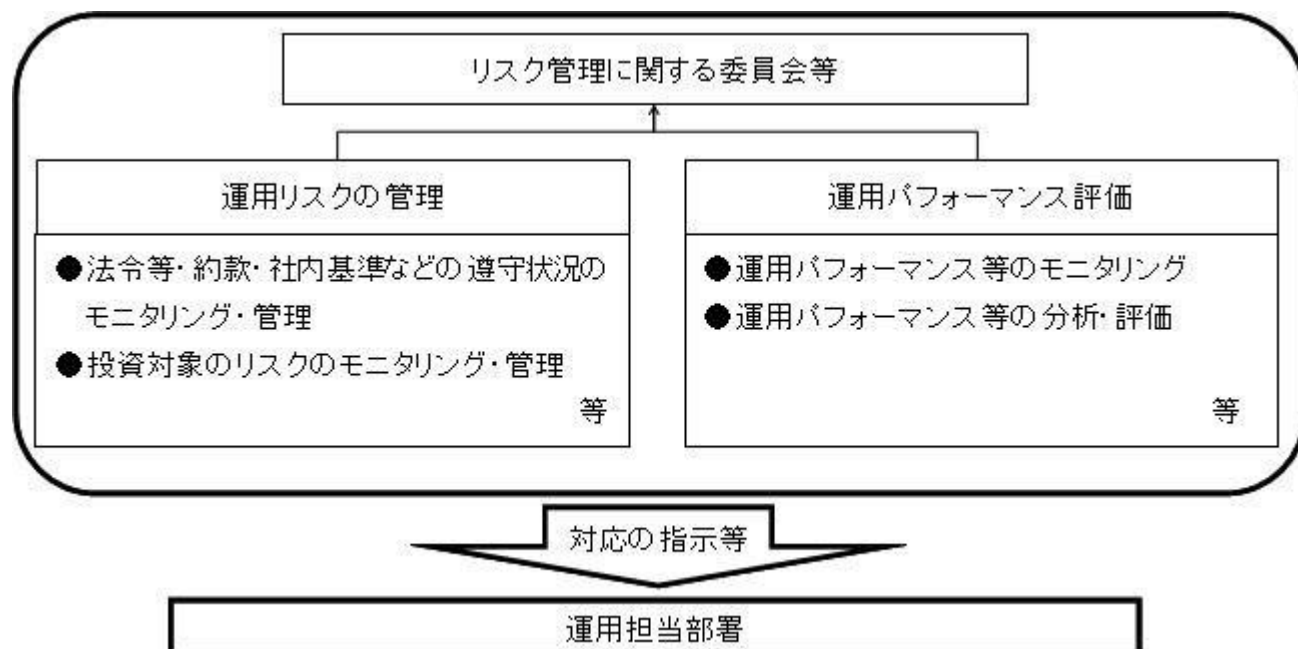 リスク管理に関する委員会等
運用リスクの管理
●法令等・約款・社内基準などの遵守状況の
モニタリング・管理
●投資対象のリスクのモニタリング・管理
等
運用パフォーマンス評価
●運用パフォーマンス等のモニタリング
●運用パフォーマンス等の分析・評価
等
対応の指示等
運用担当部署